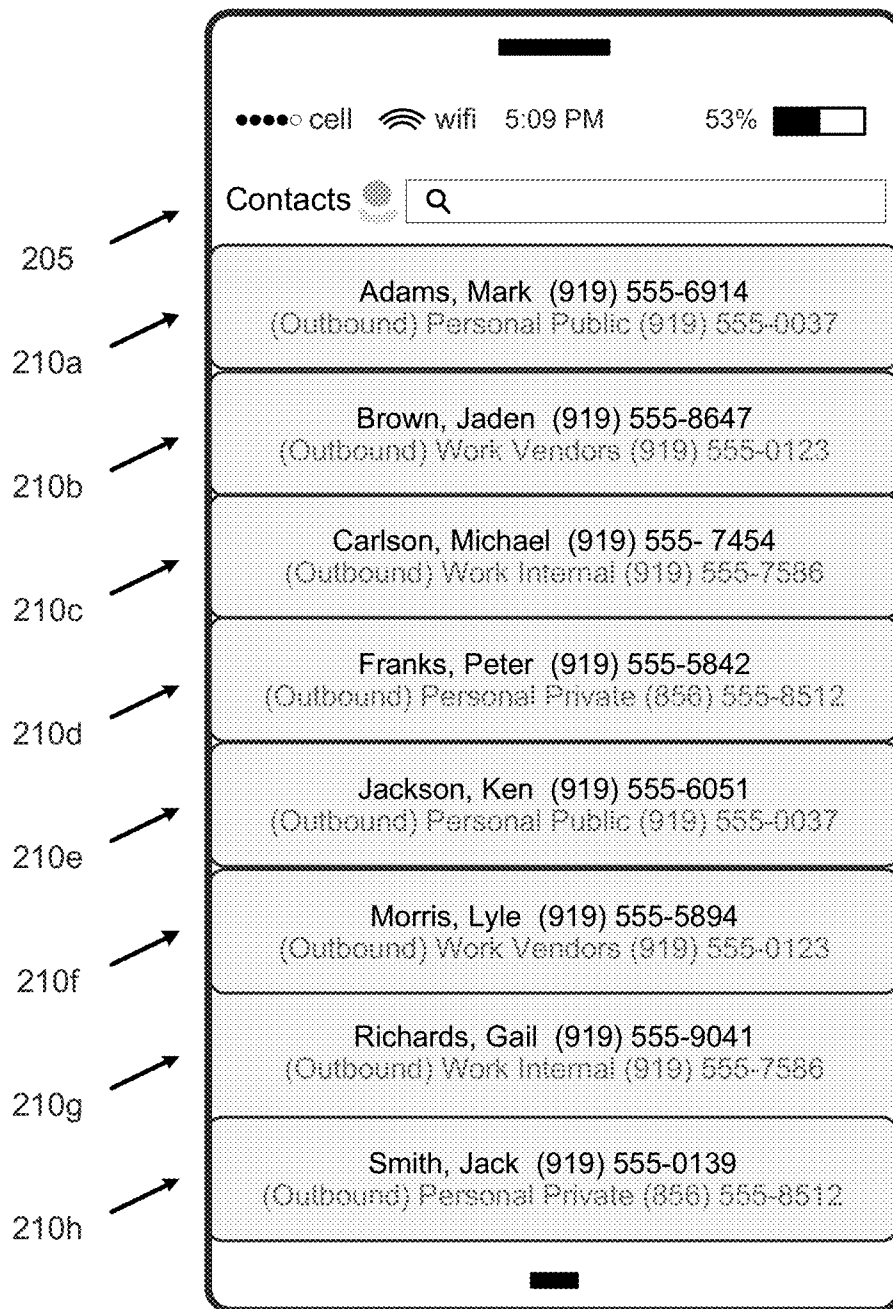 ●●●●○ cell wifi 5:09 PM 53%
Contacts
205
Adams, Mark (919) 555-6914
(Outbound) Personal Public (919) 555-0037
210a
Brown, Jaden (919) 555-8647
(Outbound) Work Vendors (919) 555-0123
210b
Carlson, Michael (919) 555- 7454
(Outbound) Work Internal (919) 555-7586
210c
Franks, Peter (919) 555-5842
(Outbound) Personal Private (856) 555-8512
210d
Jackson, Ken (919) 555-6051
(Outbound) Personal Public (919) 555-0037
210e
Morris, Lyle (919) 555-5894
(Outbound) Work Vendors (919) 555-0123
210f
Richards, Gail (919) 555-9041
(Outbound) Work Internal (919) 555-7586
210g
Smith, Jack (919) 555-0139
(Outbound) Personal Private (856) 555-8512
210h